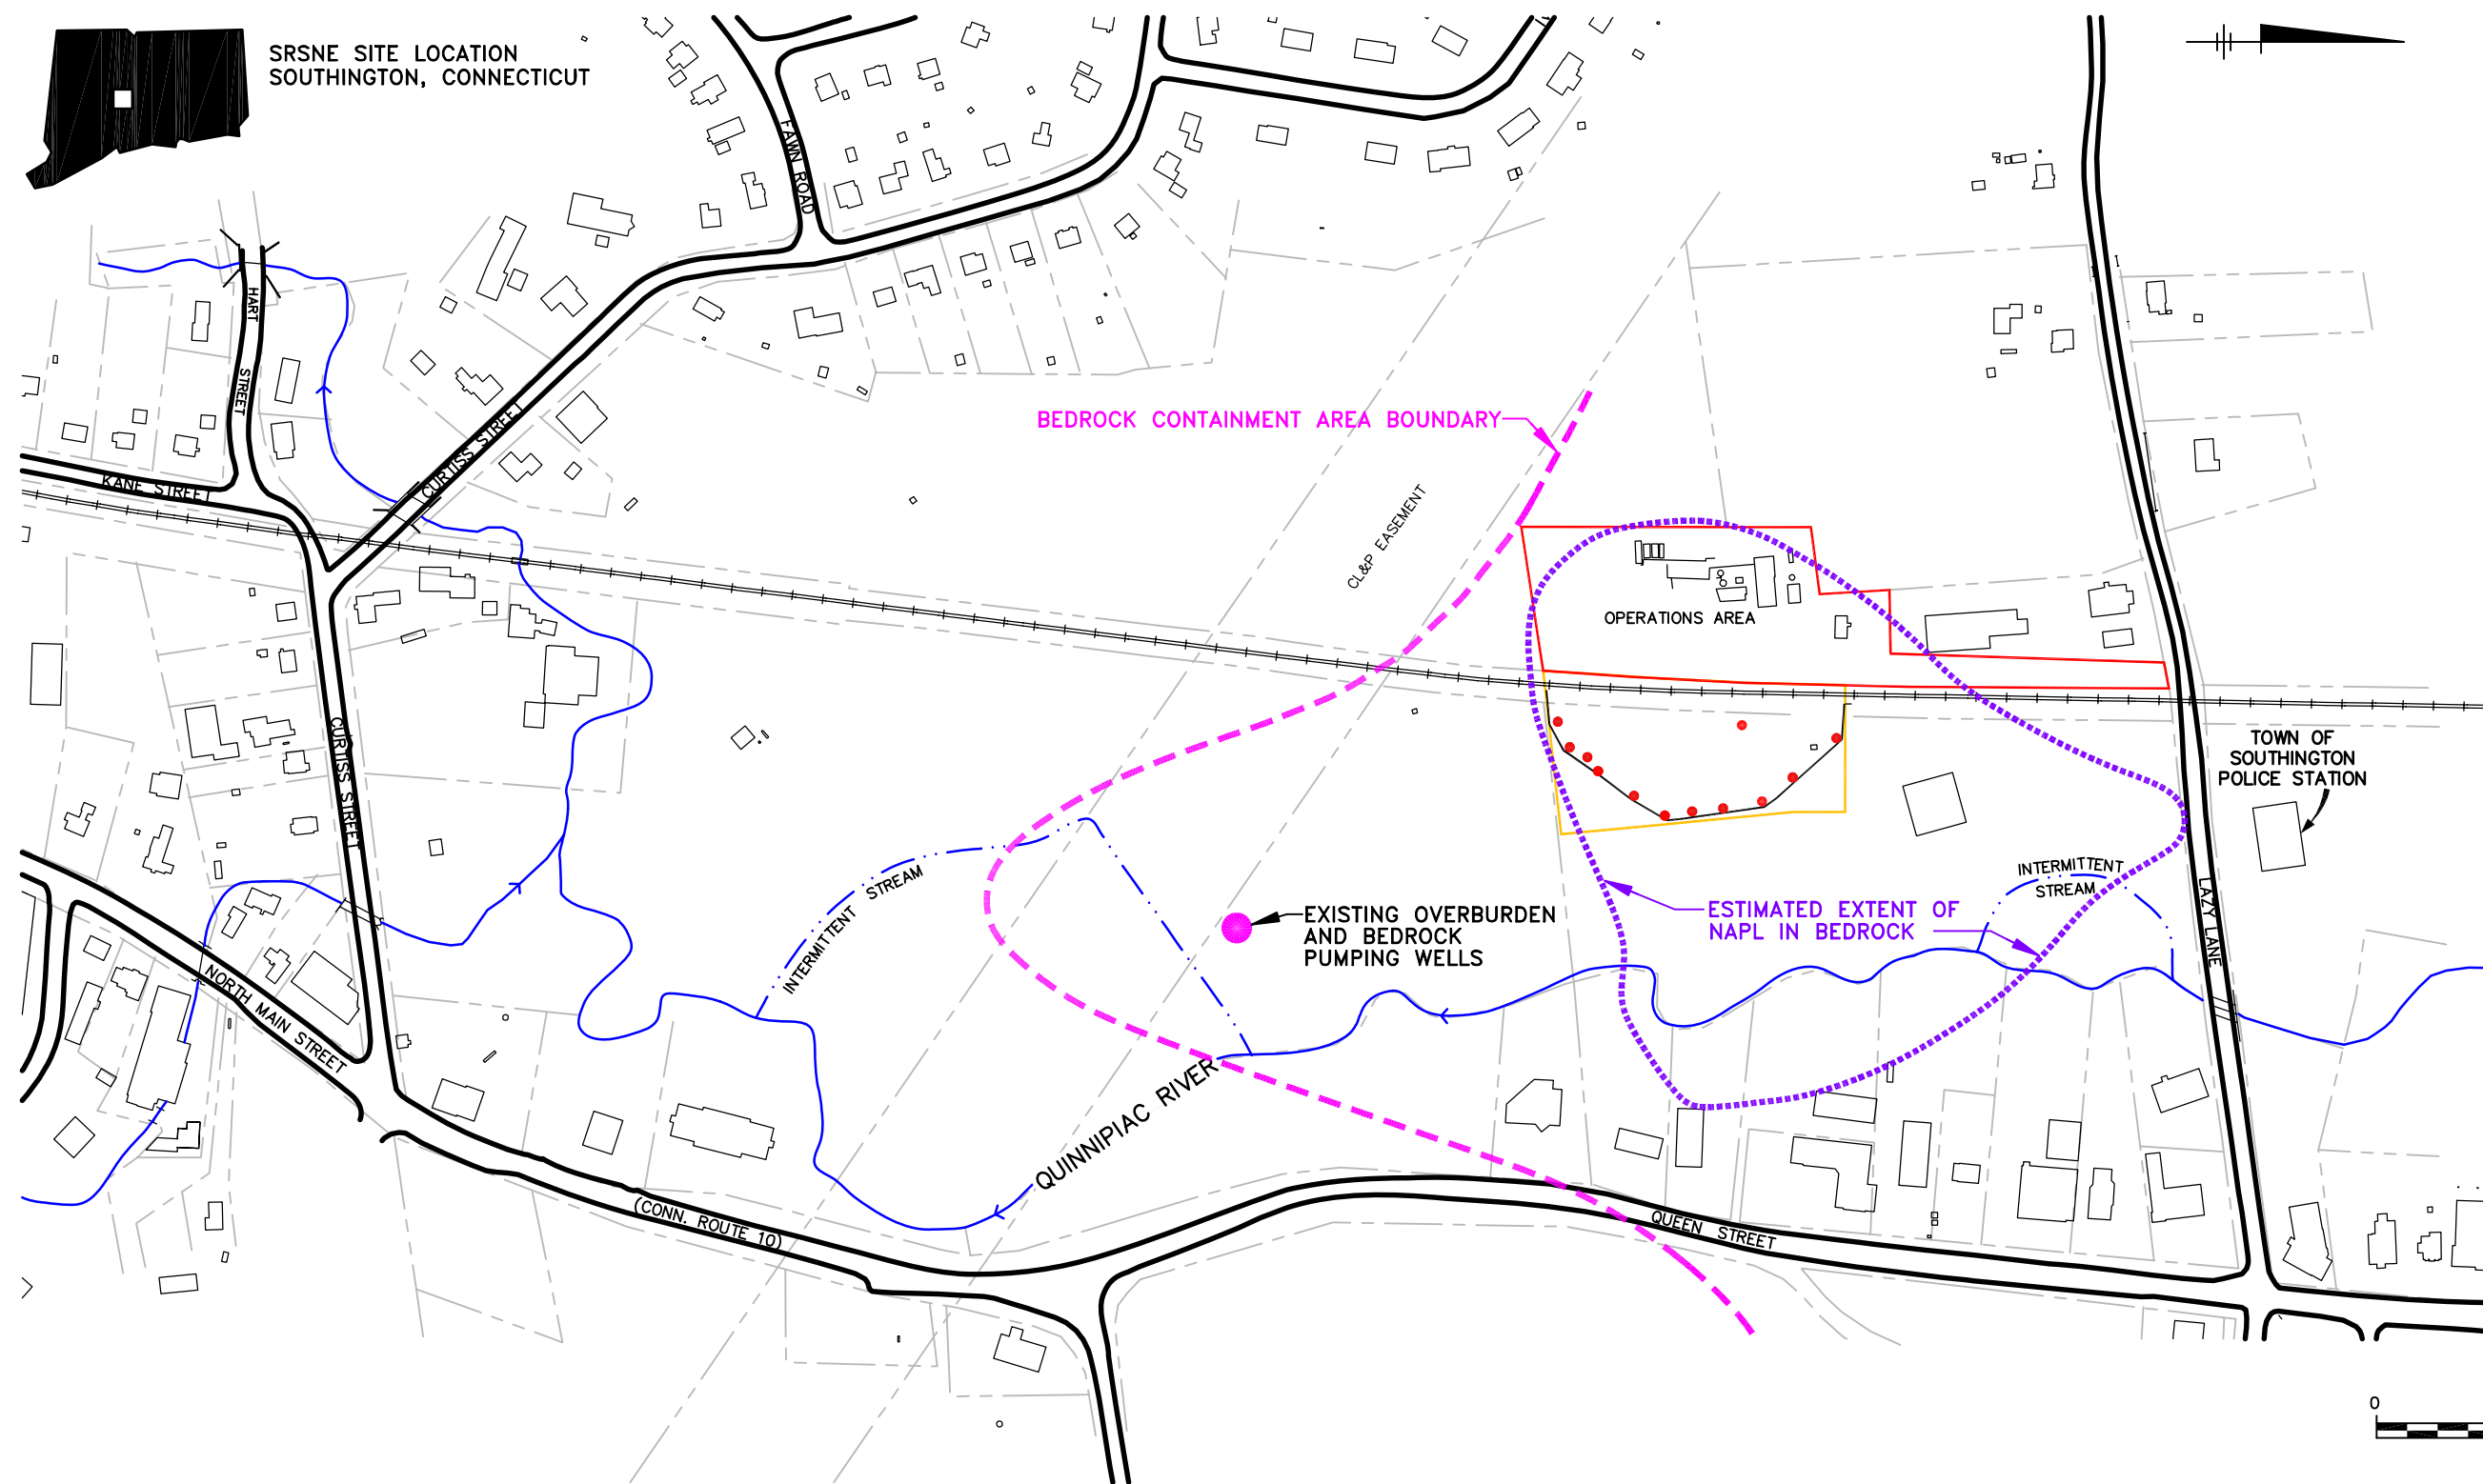 SRSNE SITE LOCATION
SOUTHINGTON, CONNECTICUT
FAWN ROAD
HART
STREET
KANE STREET
CURTISS STREET
BEDROCK CONTAINMENT AREA BOUNDARY
CL&P EASEMENT
OPERATIONS AREA
CURTISS STREET
TOWN OF
SOUTHINGTON
POLICE STATION
INTERMITTENT
STREAM
INTERMITTENT STREAM
EXISTING OVERBURDEN
AND BEDROCK
PUMPING WELLS
ESTIMATED EXTENT OF
NAPL IN BEDROCK
LAZY LANE
NORTH MAIN STREET
QUINNIPIAC RIVER
(CONN. ROUTE 10)
QUEEN STREET
0